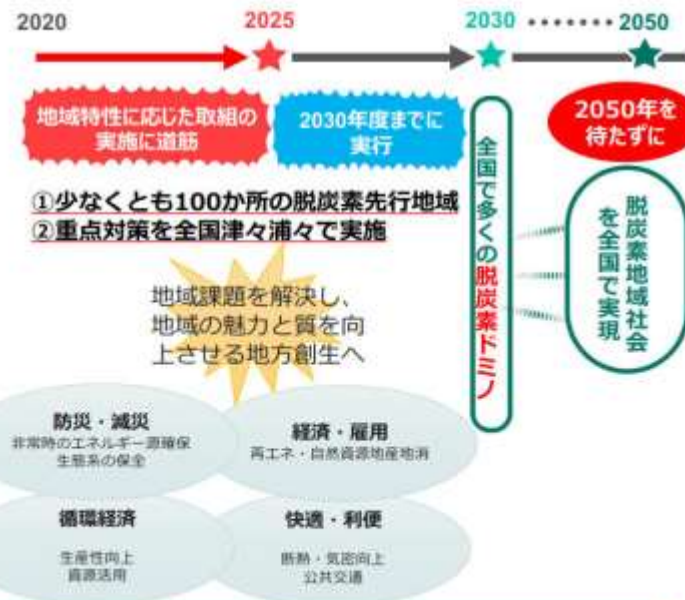 2020
2025
2030
・・・・・・・
2050
地域特性に応じた取組の
実施に道筋
2030年度までに
実行
2050年を
待たずに
①少なくとも100か所の脱炭素先行地域
②重点対策を全国津々浦々で実施
全国で多くの脱炭素ドミノ
脱炭素地域社会
を全国で実現
地域課題を解決し、
地域の魅力と質を向
上させる地方創生へ
防災・減災
非常時のエネルギー源確保
生態系の保全
経済・雇用
再エネ・自然資源地産地消
循環経済
生産性向上
資源活用
快適・利便
断熱・気密向上
公共交通